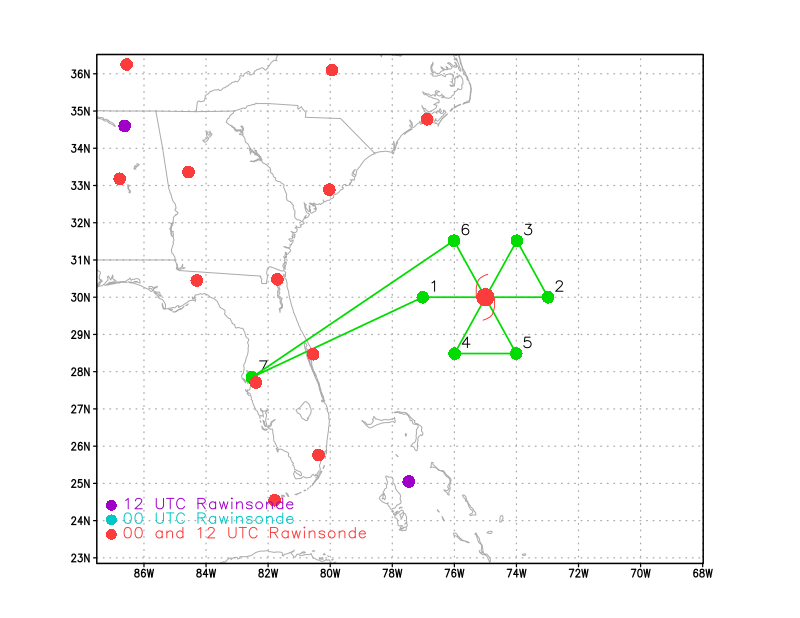 36N
35N
34N
33N
32N
6 3
31N
1 2
30N
29N
4 5
28N 7
27N
26N
25N
12 UTC Rawinsonde
00 UTC Rawinsonde
24N
00 and 12 UTC Rawinsonde
23N
86W 84W 82W 80W 78W 76W 74W 72W 70W 68W